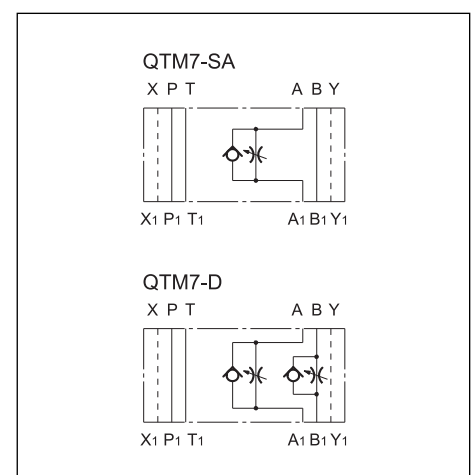 QTM7-SA
X P T A B Y
X1 P1 T1 A1 B1 Y1
QTM7-D
X P T A B Y
X1 P1 T1 A1 B1 Y1